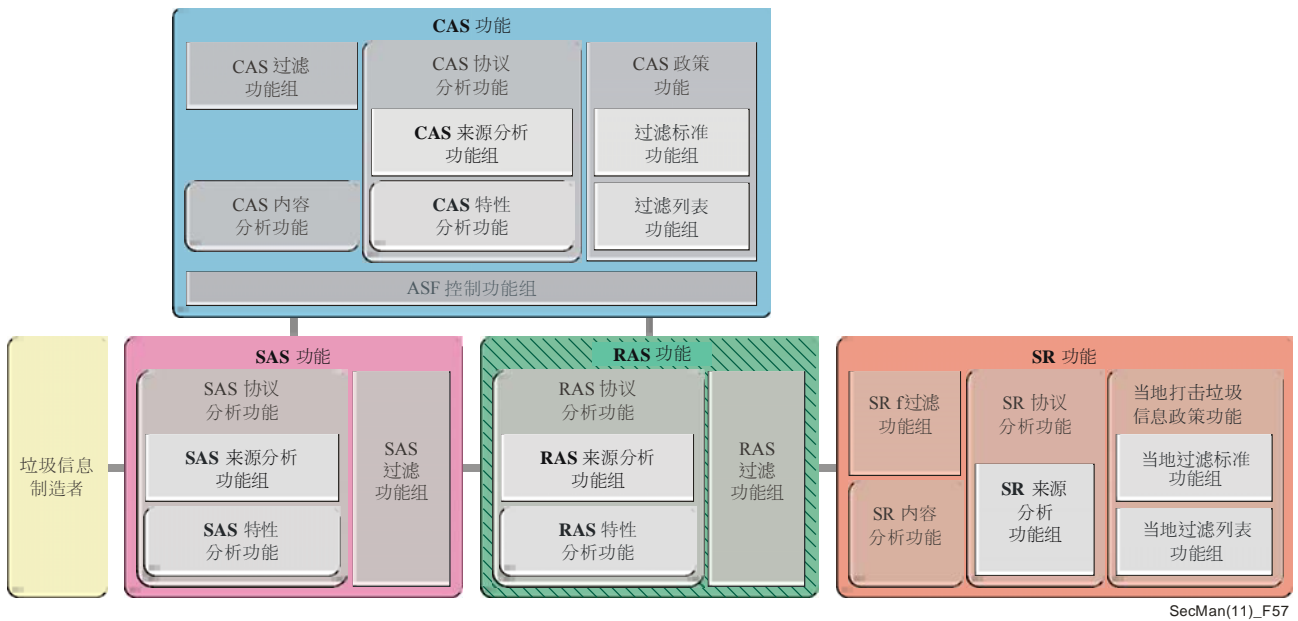 CAS 功能
CAS 过滤
功能组
CAS 协议
分析功能
CAS 政策
功能
CAS 来源分析
功能组
过滤标准
功能组
CAS 内容
分析功能
CAS 特性
分析功能
过滤列表
功能组
ASF 控制功能组
垃圾信息
制造者
SAS 功能
SAS 协议
分析功能
SAS 来源分析
功能组
SAS 特性
分析功能
SAS
过滤
功能组
RAS 功能
RAS 协议
分析功能
RAS 来源分析
功能组
RAS 特性
分析功能
RAS
过滤
功能组
SR 功能
SR f过滤
功能组
SR 内容
分析功能
SR 协议
分析功能
SR 来源
分析
功能组
当地打击垃圾
信息政策功能
当地过滤标准
功能组
当地过滤列表
功能组
SecMan(11)_F57